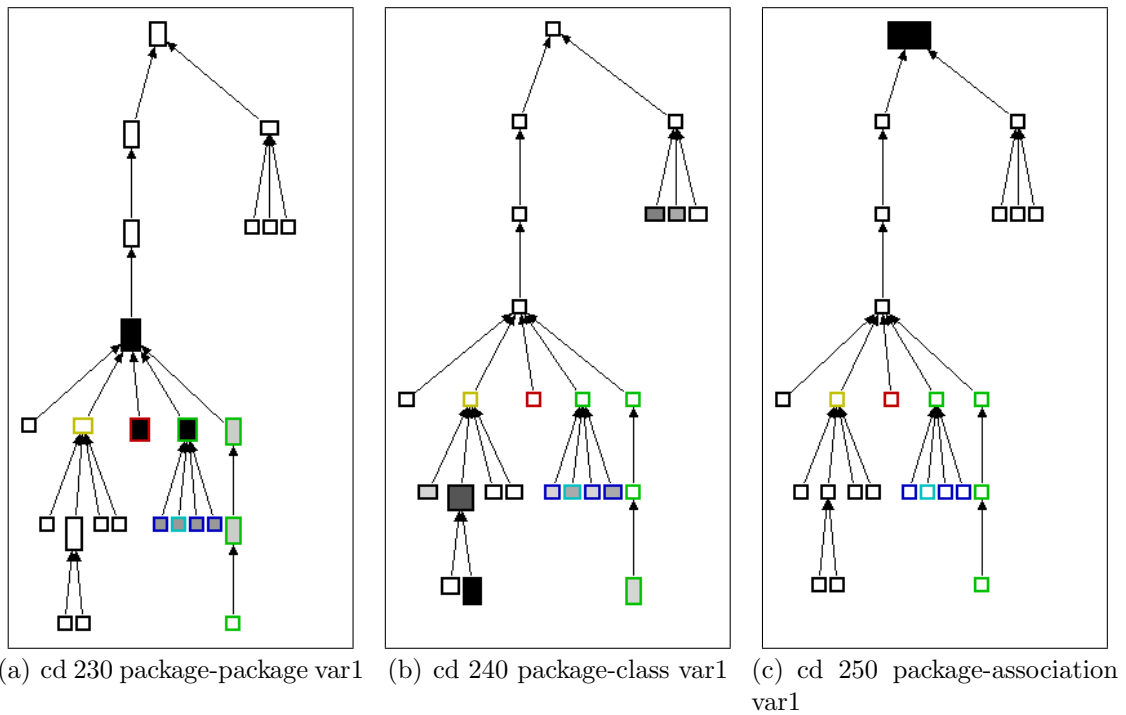 (a) cd 230 package-package var1
(b) cd 240 package-class var1
(c) cd 250 package-association
var1